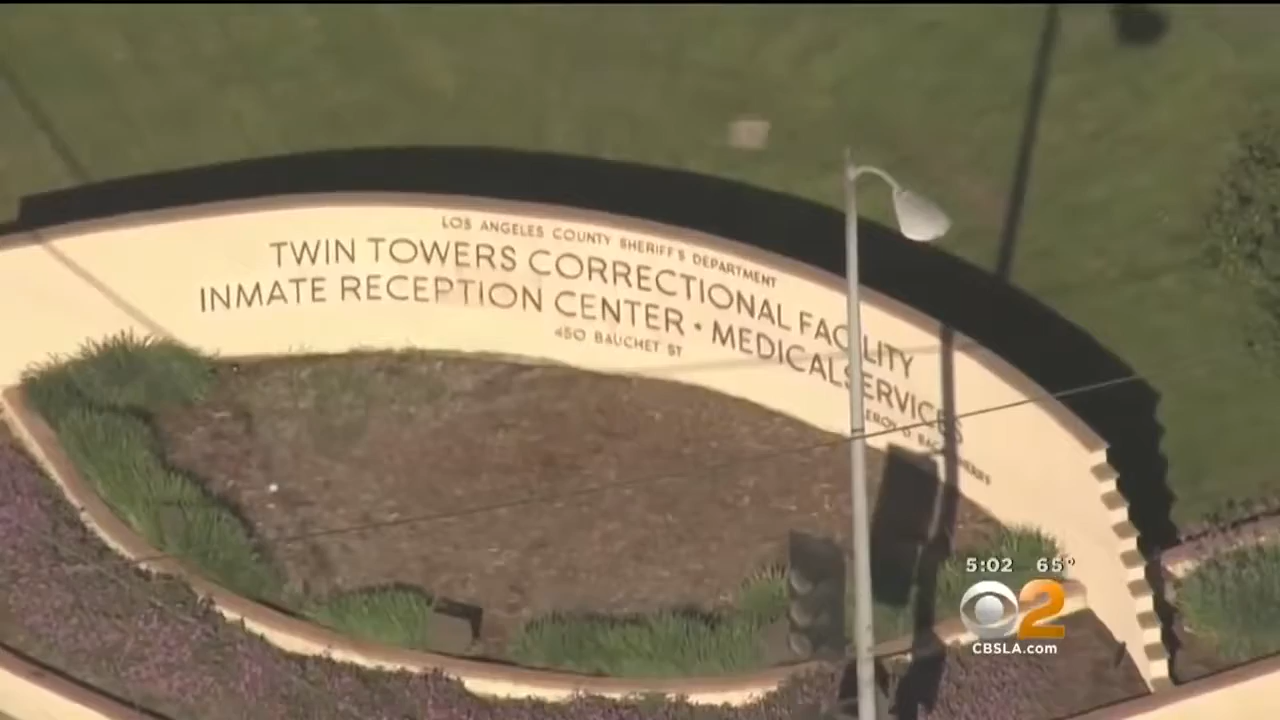 LOS ANGELES COUNTY SHERIFF'S DEPARTMENT
TWIN TOWERS CORRECTIONAL FACILITY
INMATE RECEPTION CENTER • MEDICAL SERVICES
450 BAUCHET ST
5:02 65°
2
CBSLA.com